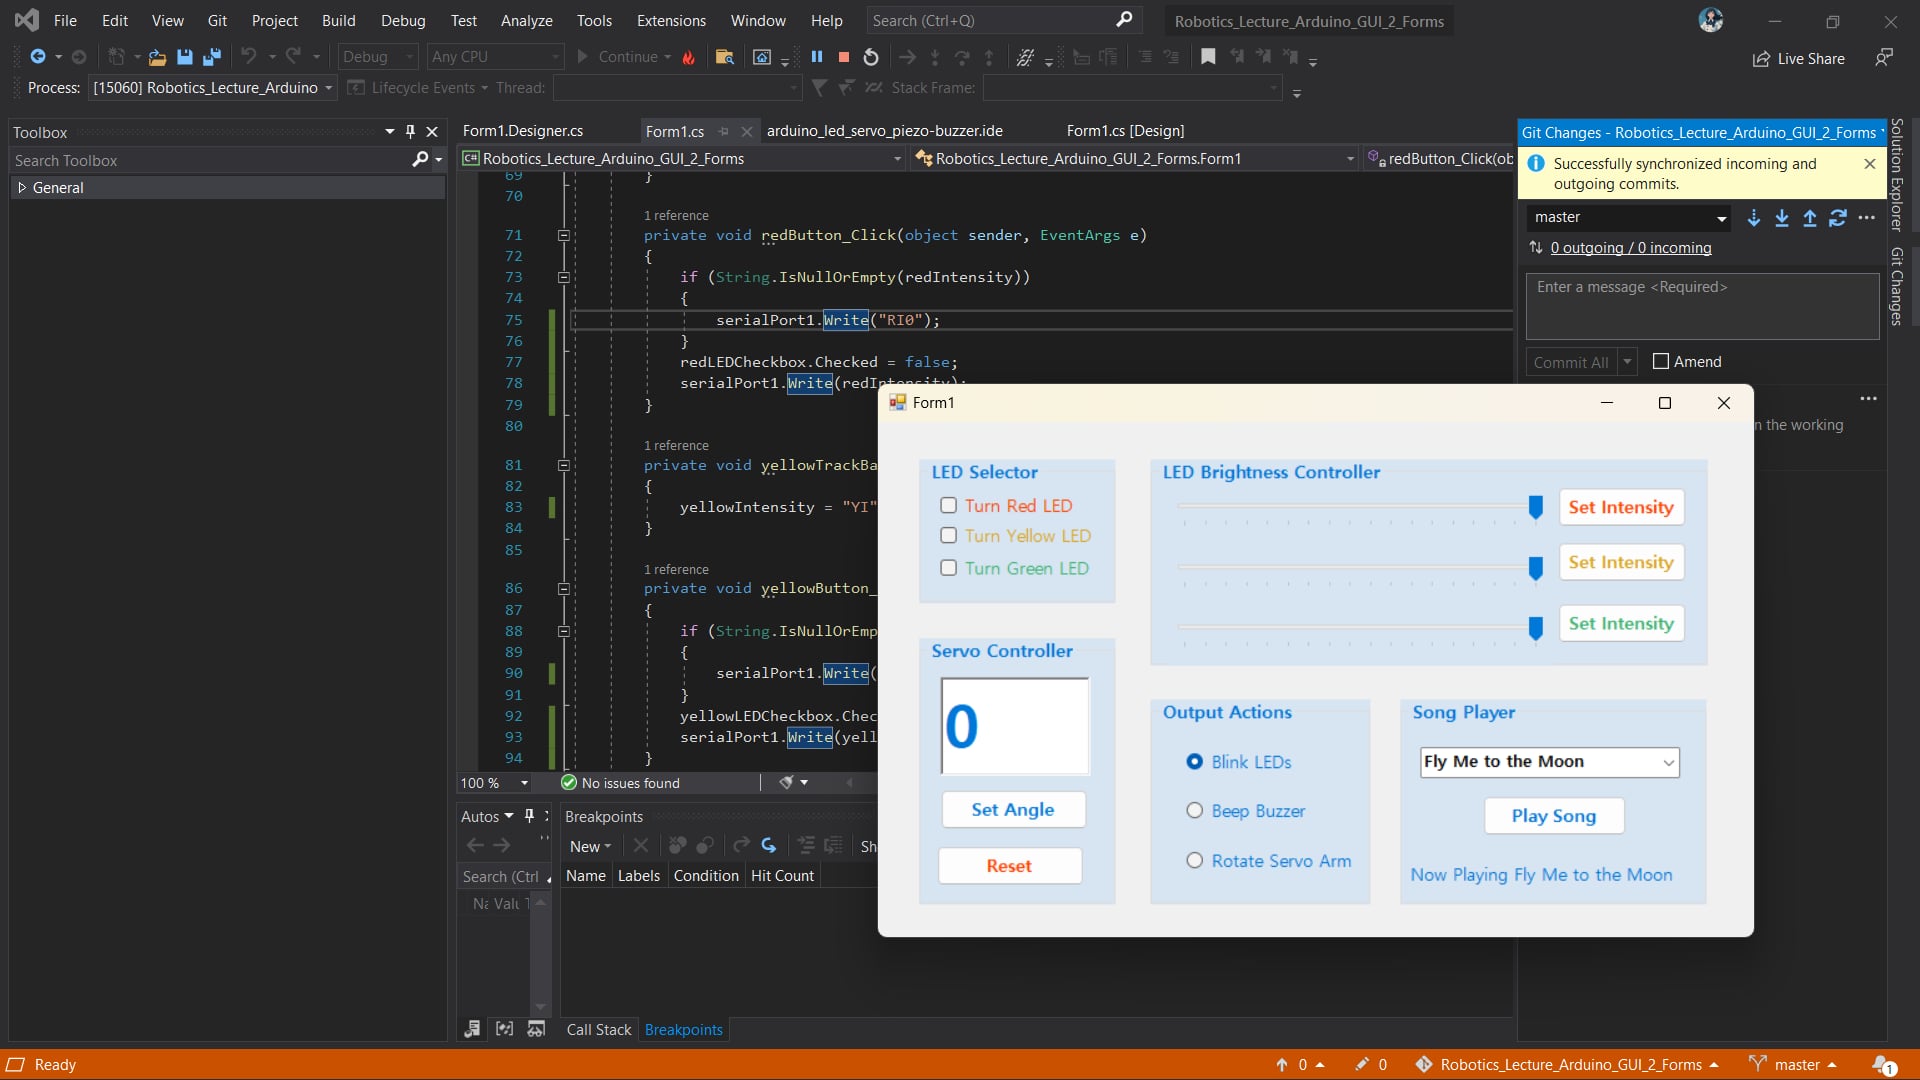 File Edit View Git Project Build Debug Test Analyze Tools Extensions Window Help Search (Ctrl+Q) Robotics_Lecture_Arduino_GUI_2_Forms
Debug Any CPU Continue Live Share
Process: [15060] Robotics_Lecture_Arduino Lifecycle Events Thread: Stack Frame:
Toolbox
Search Toolbox
General
Form1.Designer.cs Form1.cs arduino_led_servo_piezo-buzzer.ide Form1.cs [Design]
C# Robotics_Lecture_Arduino_GUI_2_Forms Robotics_Lecture_Arduino_GUI_2_Forms.Form1 redButton_Click(ob
69 }
70
1 reference
71 private void redButton_Click(object sender, EventArgs e)
72 {
73 if (String.IsNullOrEmpty(redIntensity))
74 {
75 serialPort1.Write("RI0");
76 }
77 redLEDCheckbox.Checked = false;
78 serialPort1.Write(redIntensity);
79 }
80
1 reference
81 private void yellowTrackBa
82 {
83 yellowIntensity = "YI"
84 }
85
1 reference
86 private void yellowButton_
87 {
88 if (String.IsNullOrEmp
89 {
90 serialPort1.Write(
91 }
92 yellowLEDCheckbox.Chec
93 serialPort1.Write(yell
94 }
100 % No issues found
Autos
Search (Ctrl
Valu
Breakpoints
New Sh
Name Labels Condition Hit Count
Call Stack Breakpoints
Git Changes - Robotics_Lecture_Arduino_GUI_2_Forms
Successfully synchronized incoming and
outgoing commits.
master
0 outgoing / 0 incoming
Enter a message <Required>
Commit All Amend
n the working
Solution Explorer
Git Changes
Form1
LED Selector
Turn Red LED
Turn Yellow LED
Turn Green LED
LED Brightness Controller
Set Intensity
Set Intensity
Set Intensity
Servo Controller
0
Set Angle
Reset
Output Actions
Blink LEDs
Beep Buzzer
Rotate Servo Arm
Song Player
Fly Me to the Moon
Play Song
Now Playing Fly Me to the Moon
Ready 0 0 Robotics_Lecture_Arduino_GUI_2_Forms master 1